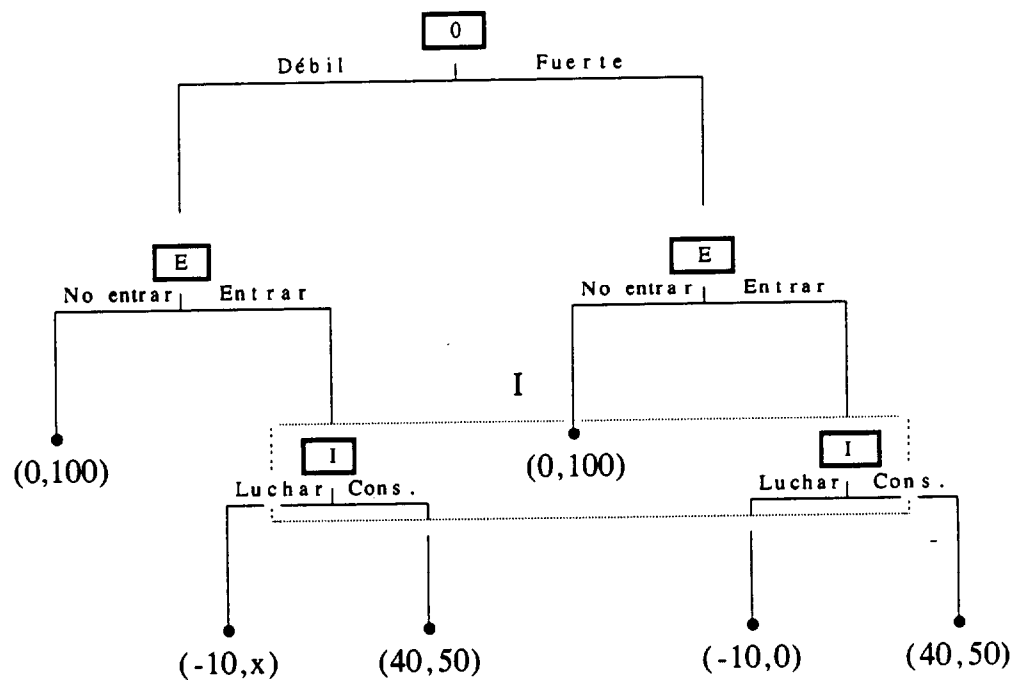 0
Débil Fuerte
E E
No entrar Entrar No entrar Entrar
I
I I
(0,100) (0,100)
Luchar Cons. Luchar Cons.
(-10,x) (40,50) (-10,0) (40,50)